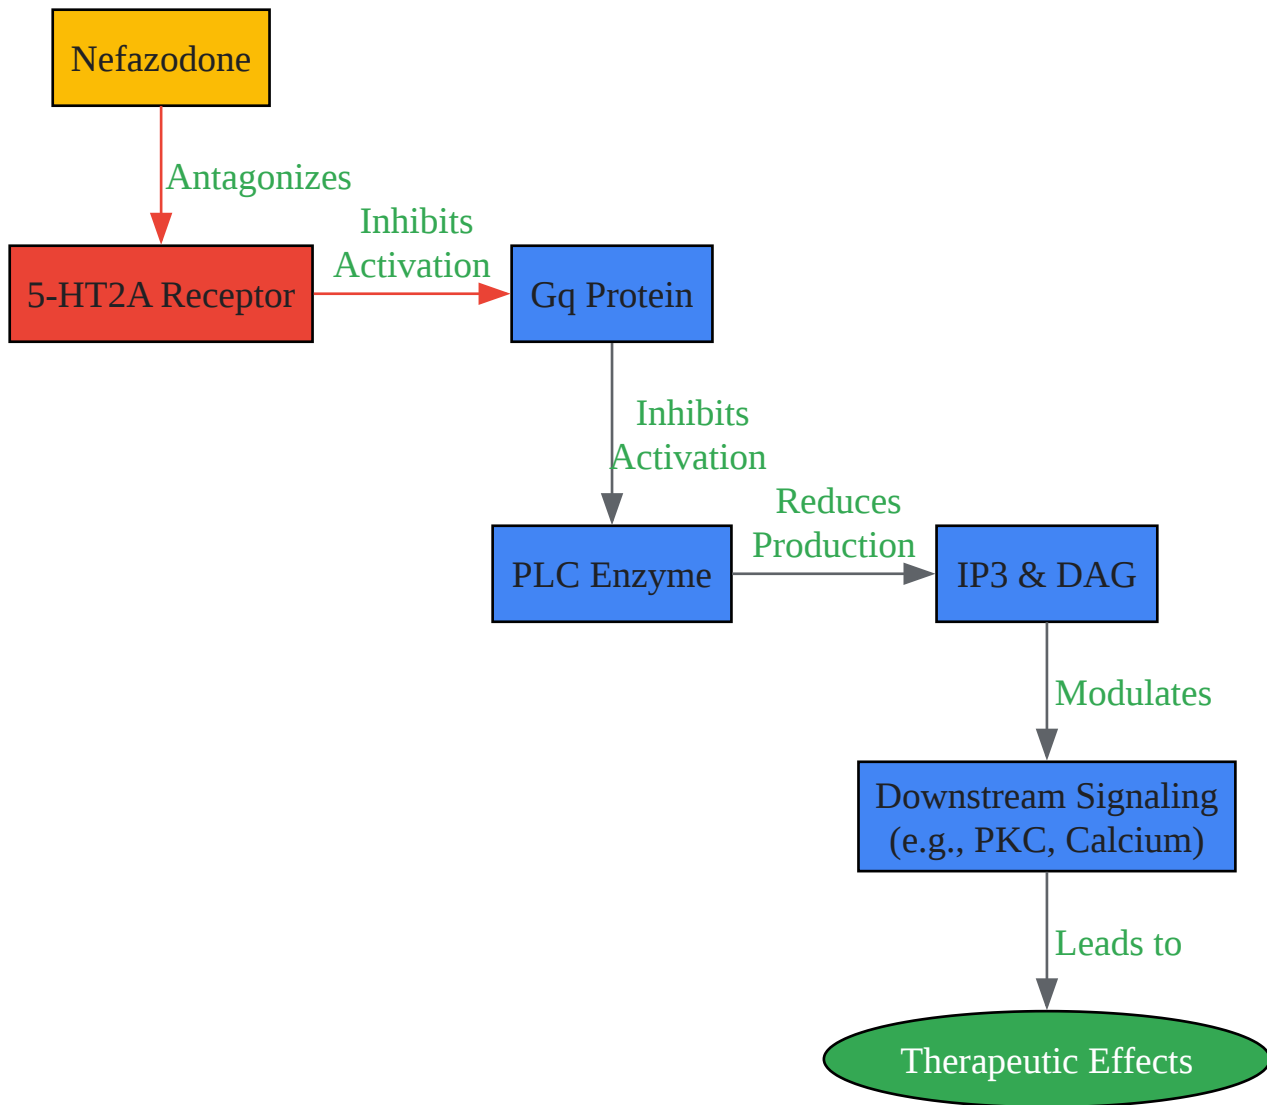 Nefazodone
Antagonizes
Inhibits
Activation
5-HT2A Receptor
Gq Protein
Inhibits
Activation
Reduces
Production
PLC Enzyme
IP3 & DAG
Modulates
Downstream Signaling
(e.g., PKC, Calcium)
Leads to
Therapeutic Effects